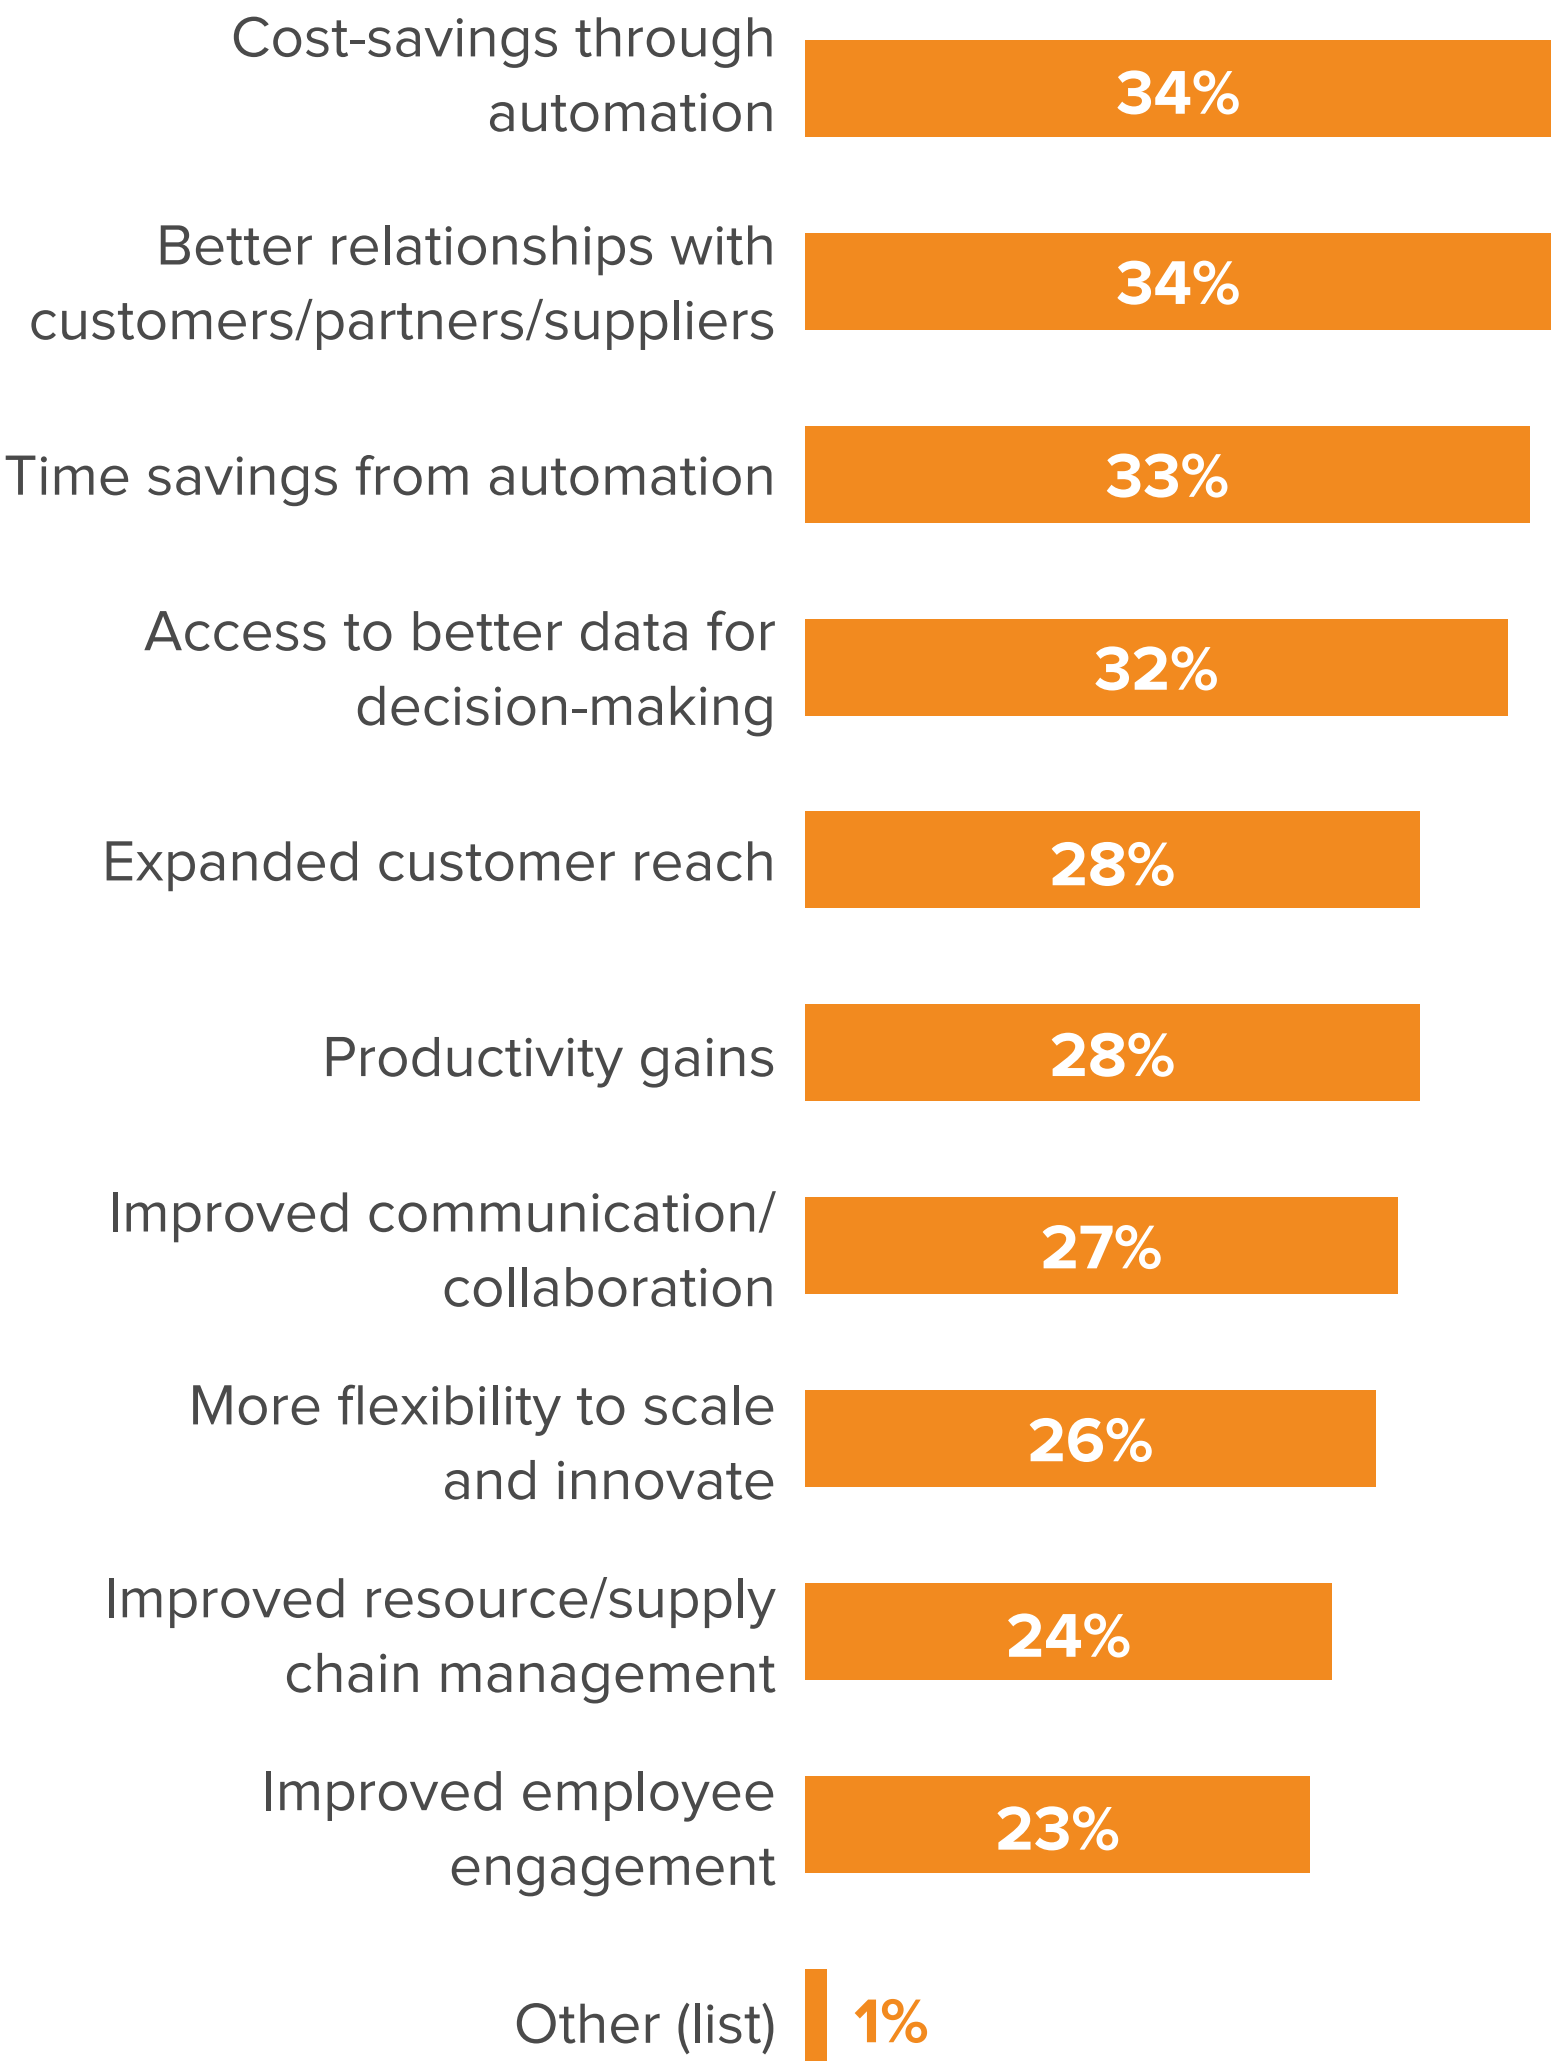 Cost-savings through
automation
34%
Better relationships with
customers/partners/suppliers
34%
Time savings from automation
33%
Access to better data for
decision-making
32%
Expanded customer reach
28%
Productivity gains
28%
Improved communication/
collaboration
27%
More flexibility to scale
and innovate
26%
Improved resource/supply
chain management
24%
Improved employee
engagement
23%
Other (list)
1%